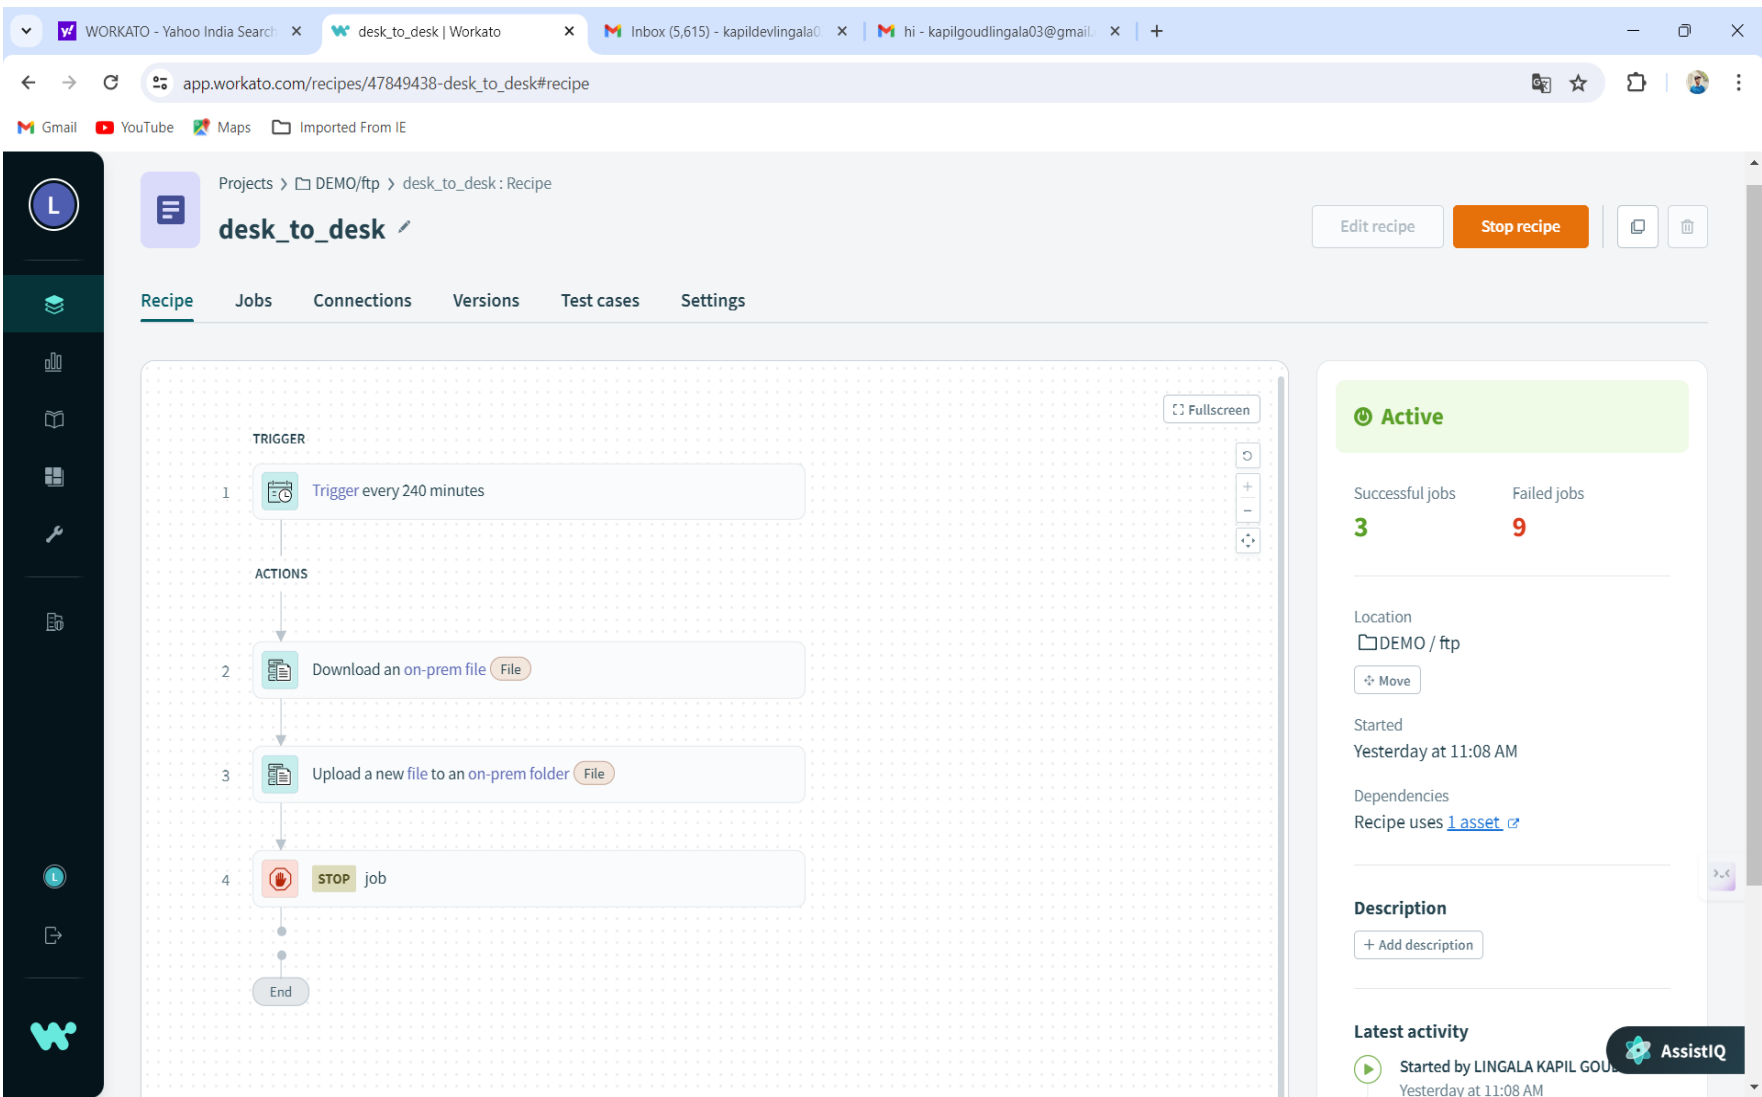 WORKATO - Yahoo India Search
desk_to_desk | Workato
Inbox (5,615) - kapildevlingala0
hi - kapilgoudlingala03@gmail.
app.workato.com/recipes/47849438-desk_to_desk#recipe
Gmail
YouTube
Maps
Imported From IE
L
Projects > DEMO/ftp > desk_to_desk : Recipe
desk_to_desk
Edit recipe
Stop recipe
Recipe
Jobs
Connections
Versions
Test cases
Settings
Fullscreen
TRIGGER
1 Trigger every 240 minutes
ACTIONS
2 Download an on-prem file File
3 Upload a new file to an on-prem folder File
4 STOP job
End
Active
Successful jobs Failed jobs
3 9
Location
DEMO / ftp
Move
Started
Yesterday at 11:08 AM
Dependencies
Recipe uses 1 asset
Description
+ Add description
Latest activity
Started by LINGALA KAPIL GOU
Yesterday at 11:08 AM
AssistIQ
L